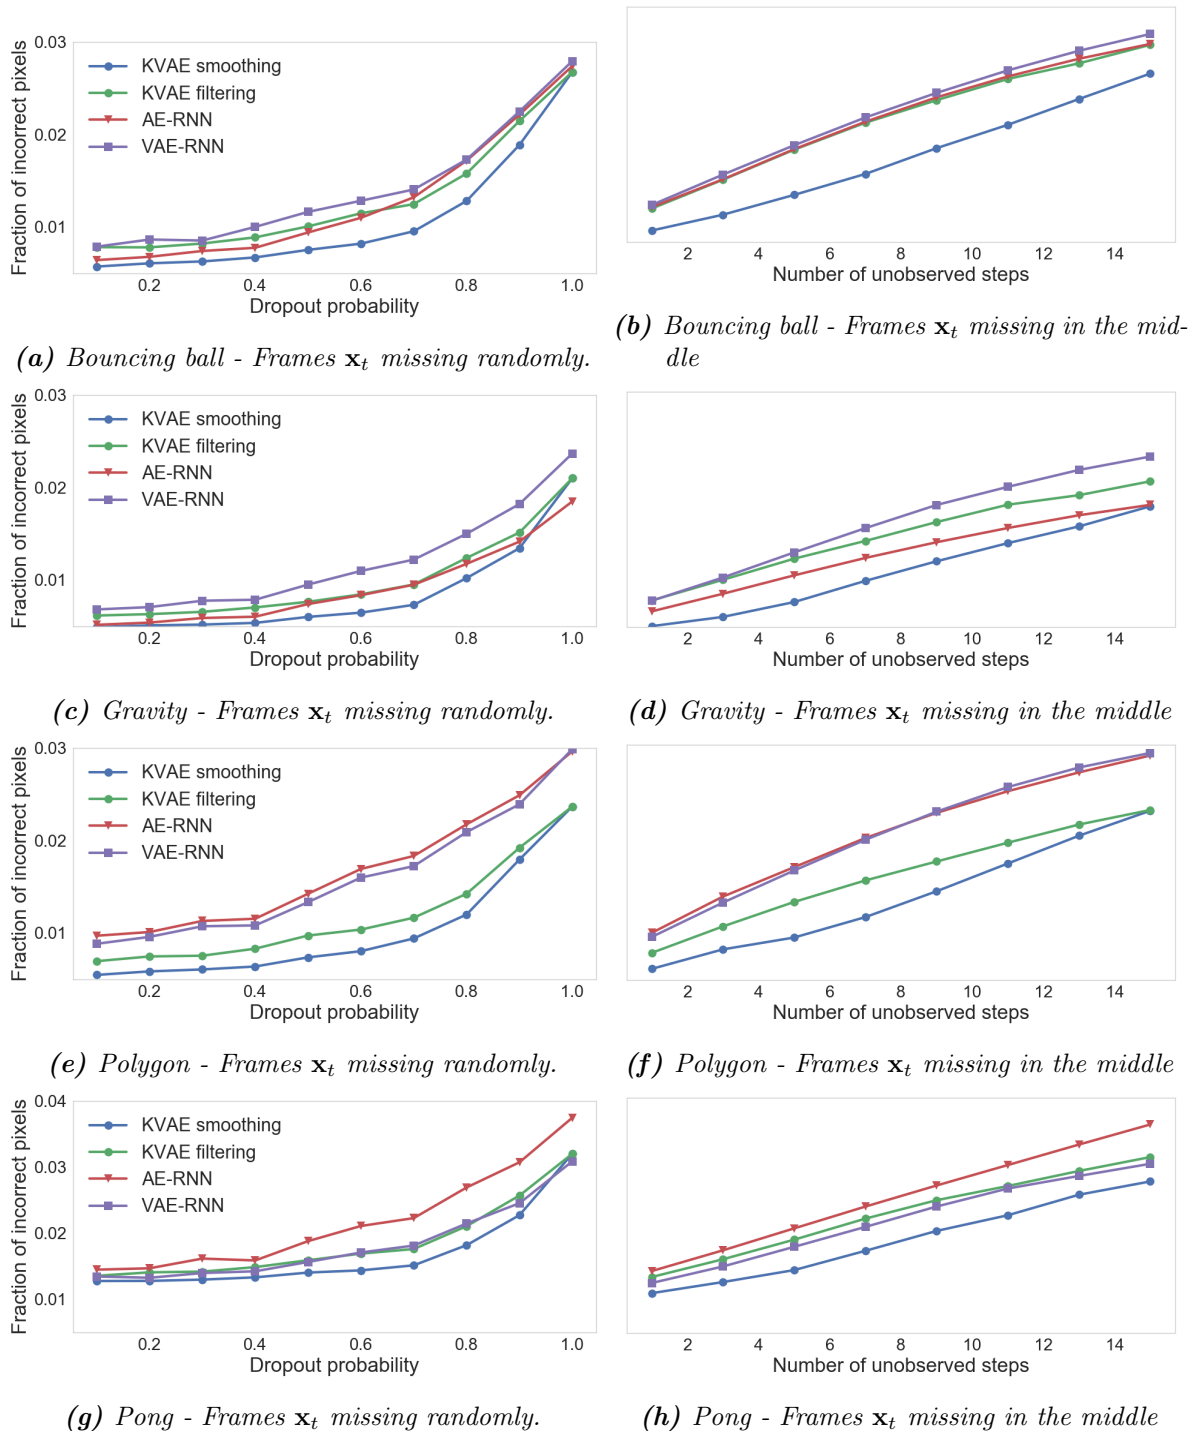 Fraction of incorrect pixels
0.03
0.02
0.01
KVAE smoothing
KVAE filtering
AE-RNN
VAE-RNN
0.2 0.4 0.6 0.8 1.0
Dropout probability
(a) Bouncing ball - Frames x_t missing randomly.
2 4 6 8 10 12 14
Number of unobserved steps
(b) Bouncing ball - Frames x_t missing in the mid-
dle
Fraction of incorrect pixels
0.03
0.02
0.01
KVAE smoothing
KVAE filtering
AE-RNN
VAE-RNN
0.2 0.4 0.6 0.8 1.0
Dropout probability
(c) Gravity - Frames x_t missing randomly.
2 4 6 8 10 12 14
Number of unobserved steps
(d) Gravity - Frames x_t missing in the middle
Fraction of incorrect pixels
0.03
0.02
0.01
KVAE smoothing
KVAE filtering
AE-RNN
VAE-RNN
0.2 0.4 0.6 0.8 1.0
Dropout probability
(e) Polygon - Frames x_t missing randomly.
2 4 6 8 10 12 14
Number of unobserved steps
(f) Polygon - Frames x_t missing in the middle
Fraction of incorrect pixels
0.04
0.03
0.02
0.01
KVAE smoothing
KVAE filtering
AE-RNN
VAE-RNN
0.2 0.4 0.6 0.8 1.0
Dropout probability
(g) Pong - Frames x_t missing randomly.
2 4 6 8 10 12 14
Number of unobserved steps
(h) Pong - Frames x_t missing in the middle